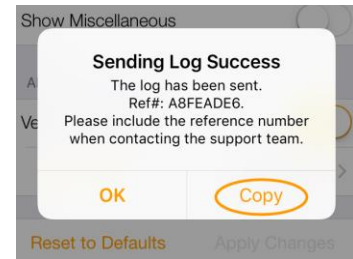 Show Miscellaneous
Sending Log Success
The log has been sent.
Ref#: A8FEADE6.
Please include the reference number
when contacting the support team.
OK
Copy
Reset to Defaults
Apply Changes